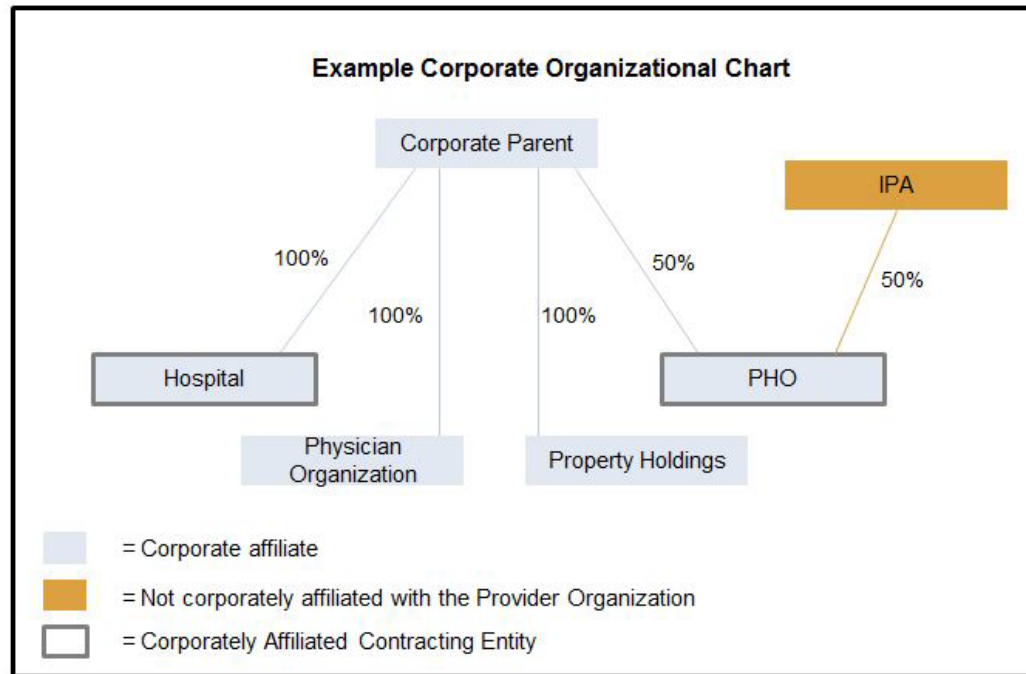 Example Corporate Organizational Chart
Corporate Parent
IPA
100%
50%
50%
100%
100%
Hospital
PHO
Physician
Organization
Property Holdings
= Corporate affiliate
= Not corporately affiliated with the Provider Organization
= Corporately Affiliated Contracting Entity